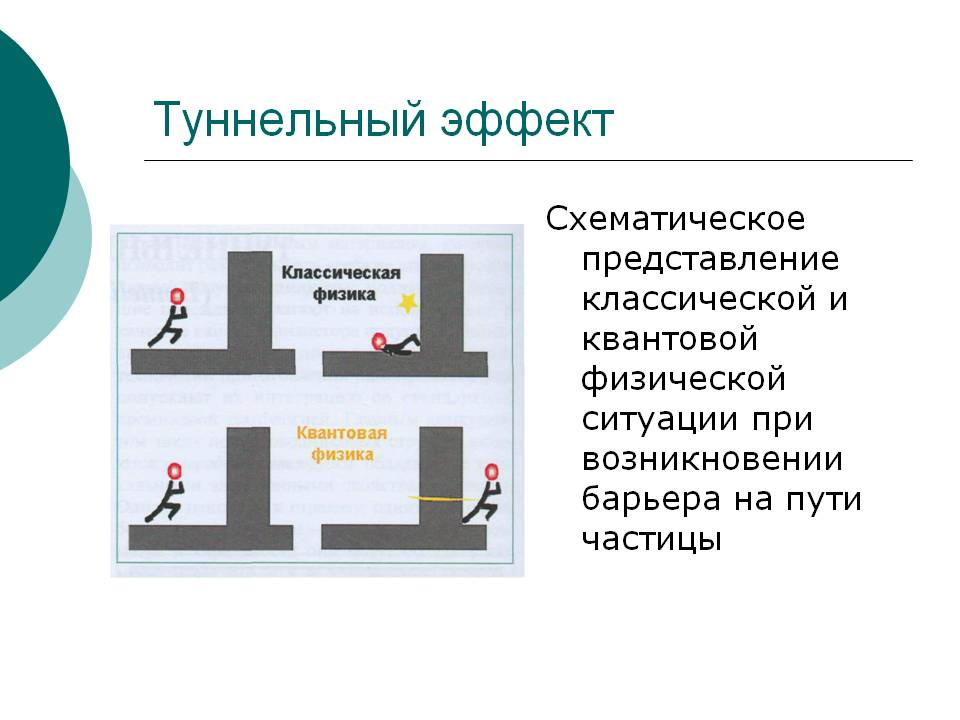 Туннельный эффект
Классическая
физика
Квантовая
физика
Схематическое
представление
классической и
квантовой
физической
ситуации при
возникновении
барьера на пути
частицы